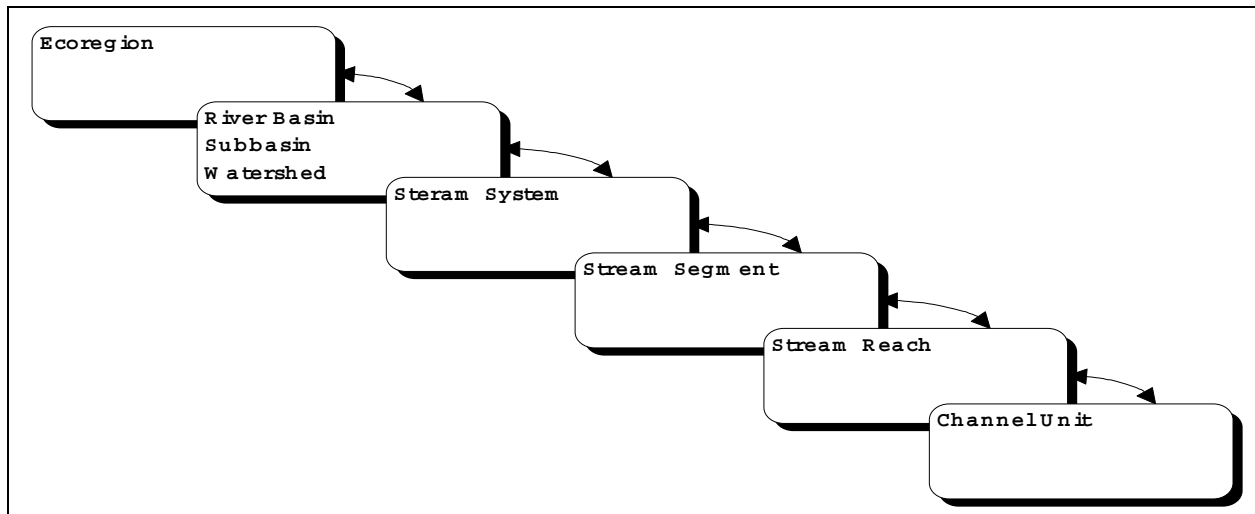 Ecoregion
River Basin
Subbasin
Watershed
Steram System
Stream Segment
Stream Reach
Channel Unit